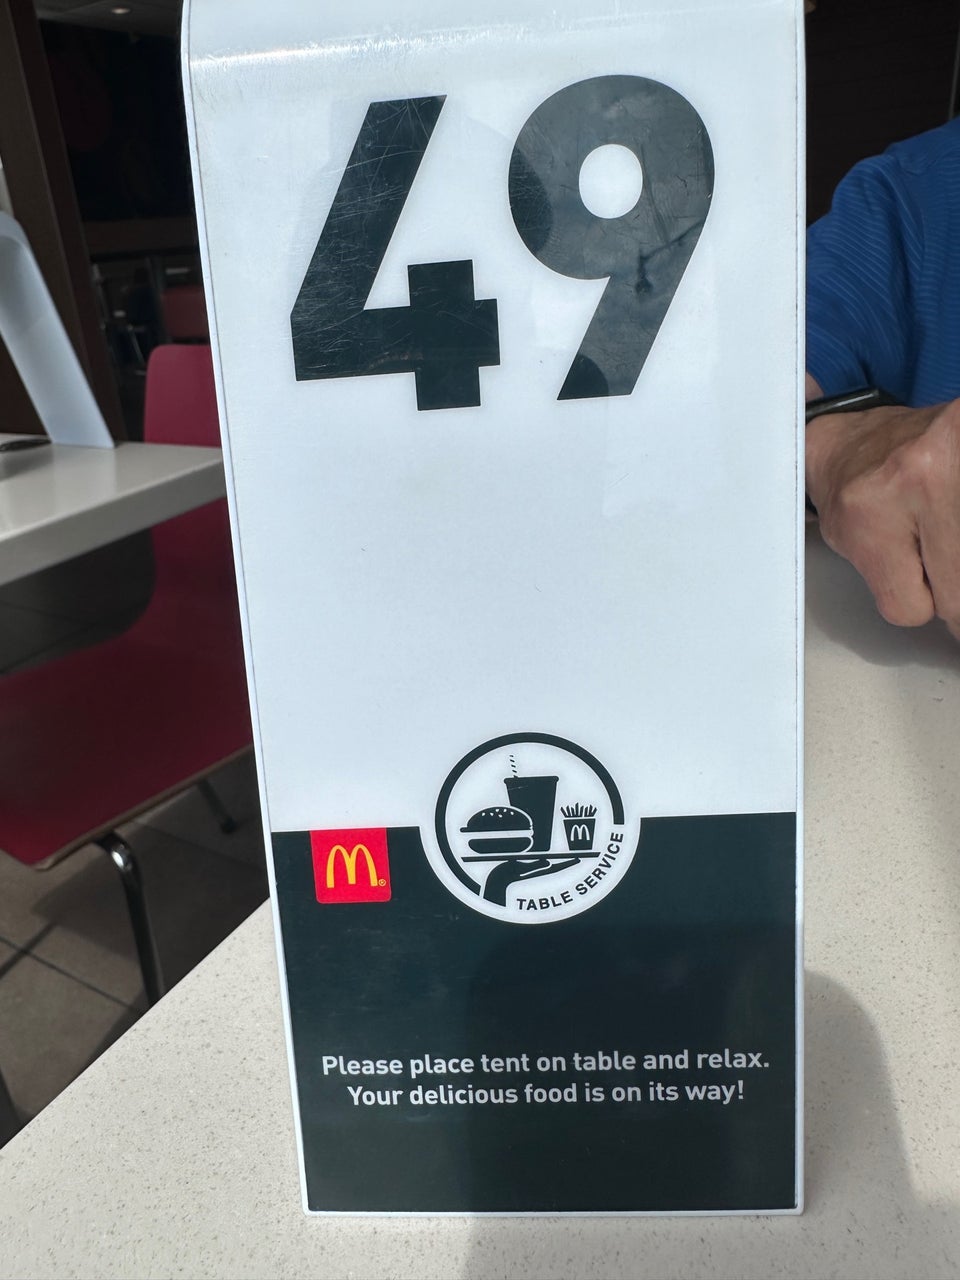 49
TABLE SERVICE
Please place tent on table and relax.
Your delicious food is on its way!